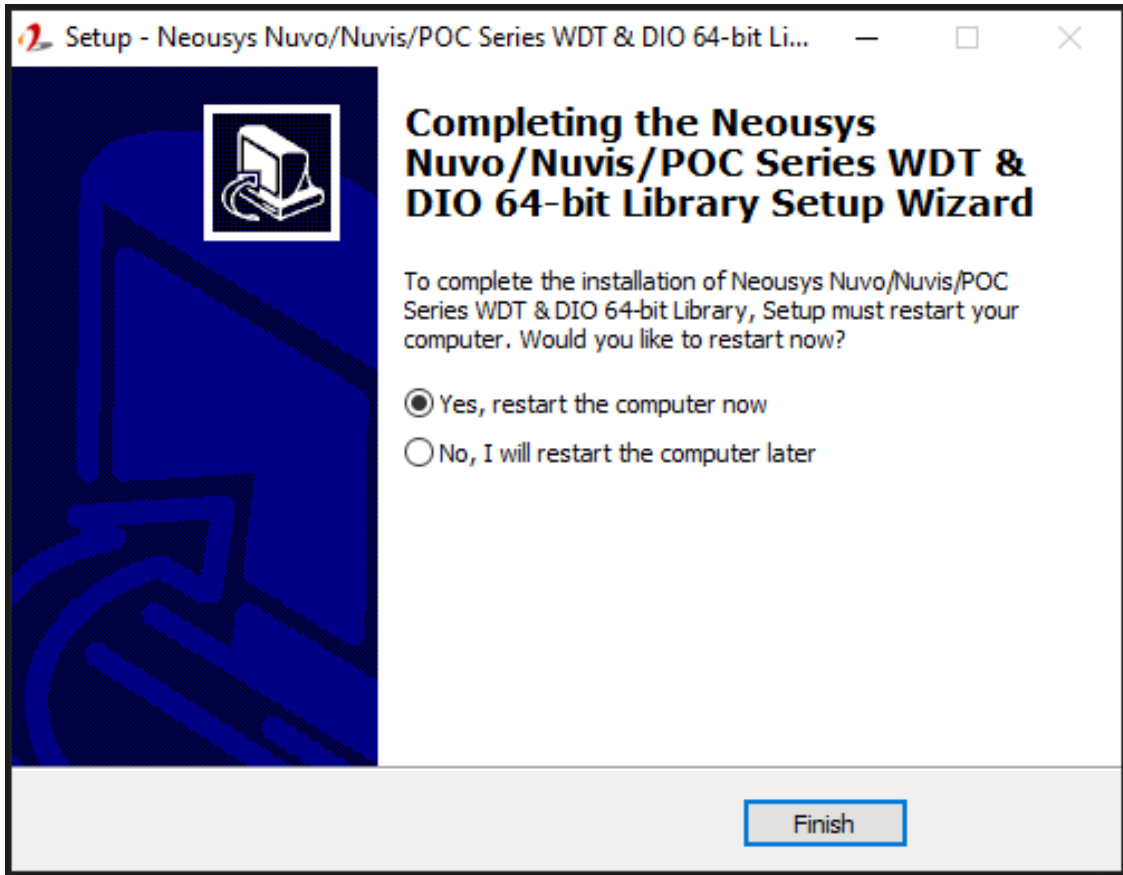 Setup - Neousys Nuvo/Nuvis/POC Series WDT & DIO 64-bit Li...
Completing the Neousys
Nuvo/Nuvis/POC Series WDT &
DIO 64-bit Library Setup Wizard
To complete the installation of Neousys Nuvo/Nuvis/POC
Series WDT & DIO 64-bit Library, Setup must restart your
computer. Would you like to restart now?
Yes, restart the computer now
No, I will restart the computer later
Finish